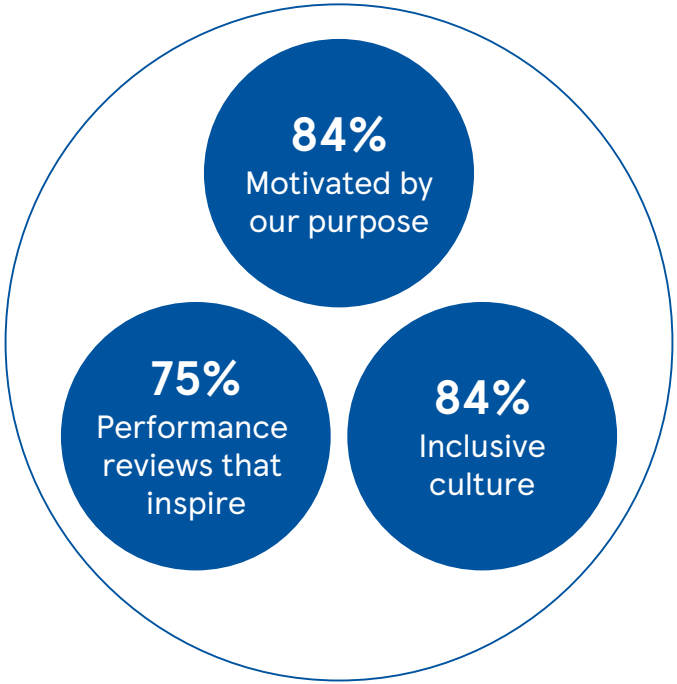 84%
Motivated by
our purpose
75%
Performance
reviews that
inspire
84%
Inclusive
culture